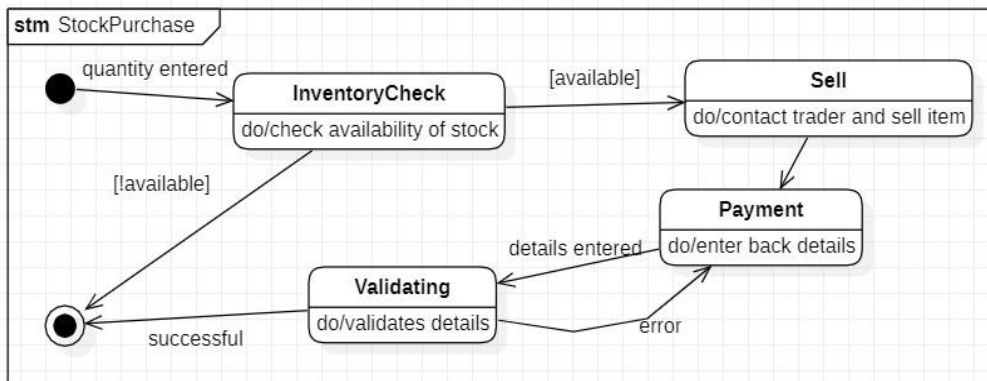 stm StockPurchase
quantity entered
InventoryCheck
do/check availability of stock
[available]
Sell
do/contact trader and sell item
[!available]
Payment
do/enter back details
details entered
Validating
do/validates details
successful
error